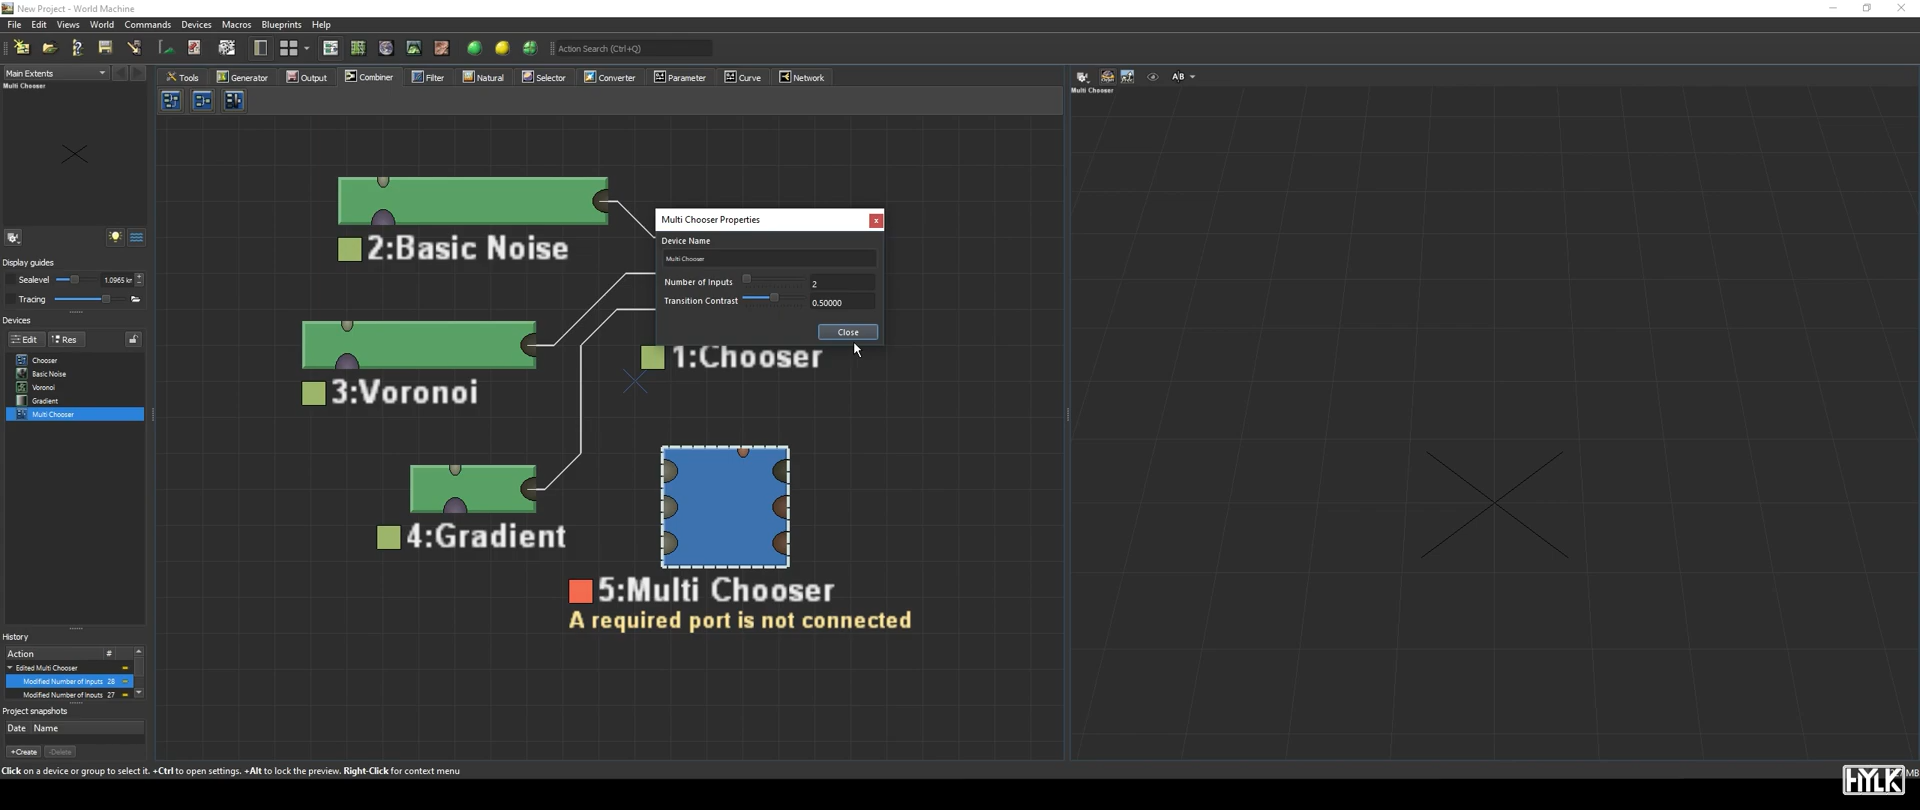 New Project - World Machine
File Edit Views World Commands Devices Macros Blueprints Help
Action Search (Ctrl+Q)
Main Extents
Tools Generator Output Combiner Filter Natural Selector Converter Parameter Curve Network
AB
Multi Chooser
Multi Chooser
2:Basic Noise
Multi Chooser Properties
x
Device Name
Multi Chooser
Number of Inputs 2
Transition Contrast 0.50000
Close
Display guides
Sealevel 1.0965 kr
Tracing
Devices
Edit Res
Chooser
Basic Noise
Voronoi
Gradient
Multi Chooser
1:Chooser
3:Voronoi
4:Gradient
5:Multi Chooser
A required port is not connected
History
Action #
Edited Multi Chooser
Modified Number of Inputs 28
Modified Number of Inputs 27
Project snapshots
Date Name
+Create -Delete
Click on a device or group to select it. +Ctrl to open settings. +Alt to lock the preview. Right-Click for context menu
HYLK
MB